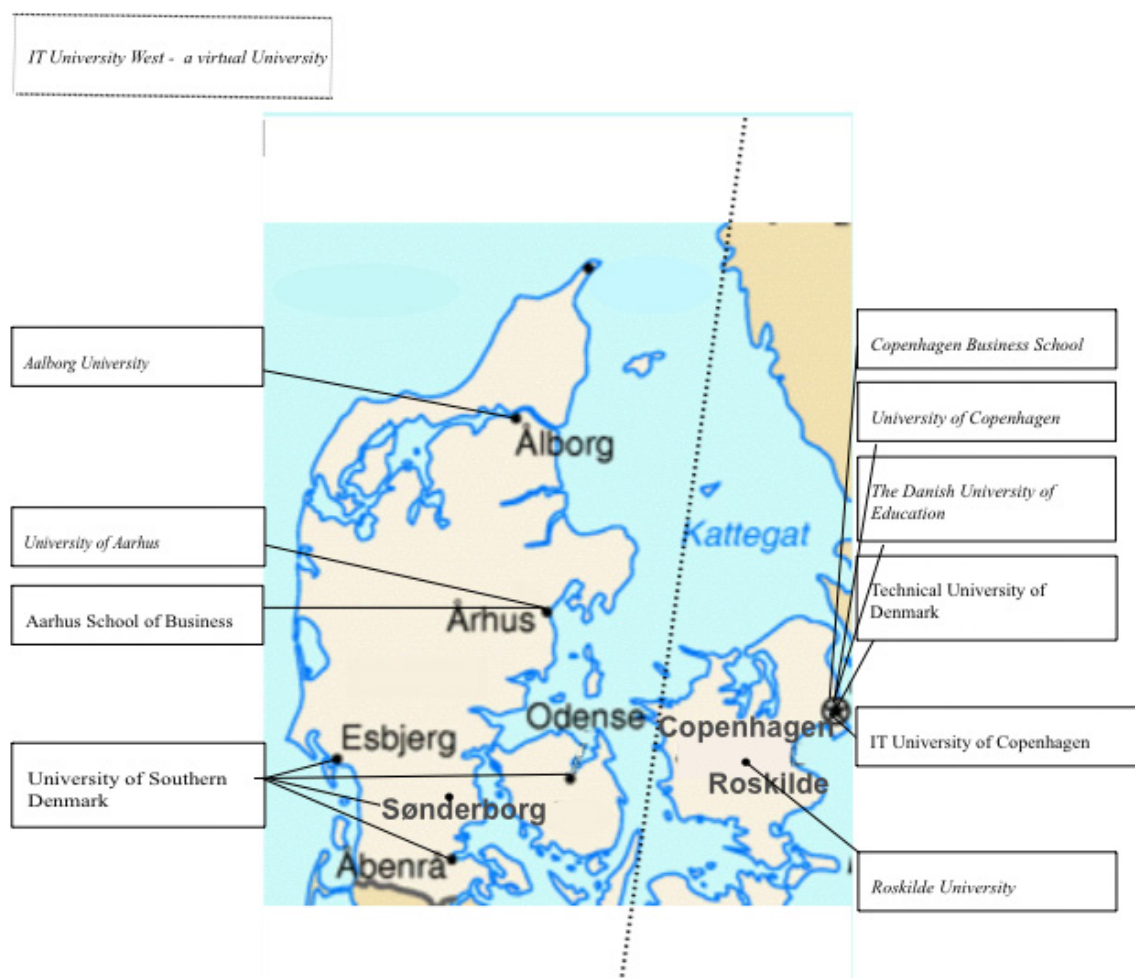 IT University West - a virtual University
Aalborg University
University of Aarhus
Aarhus School of Business
University of Southern
Denmark
Ålborg
Kattegat
Århus
Odense
Esbjerg
Sønderborg
Åbenrå
Copenhagen
Roskilde
Copenhagen Business School
University of Copenhagen
The Danish University of
Education
Technical University of
Denmark
IT University of Copenhagen
Roskilde University